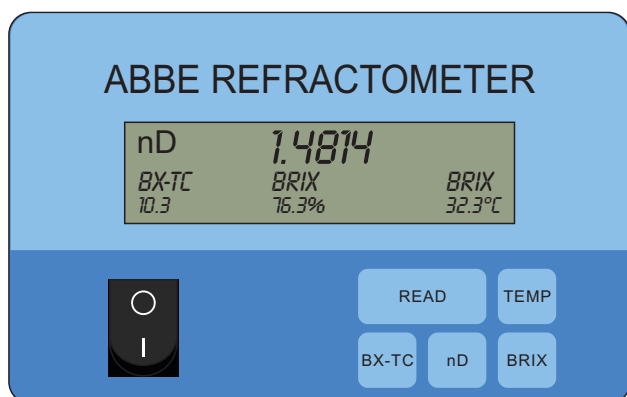 ABBE REFRACTOMETER
nD 1.4814
BX-TC BRIX BRIX
10.3 76.3% 32.3°C
READ TEMP
BX-TC nD BRIX